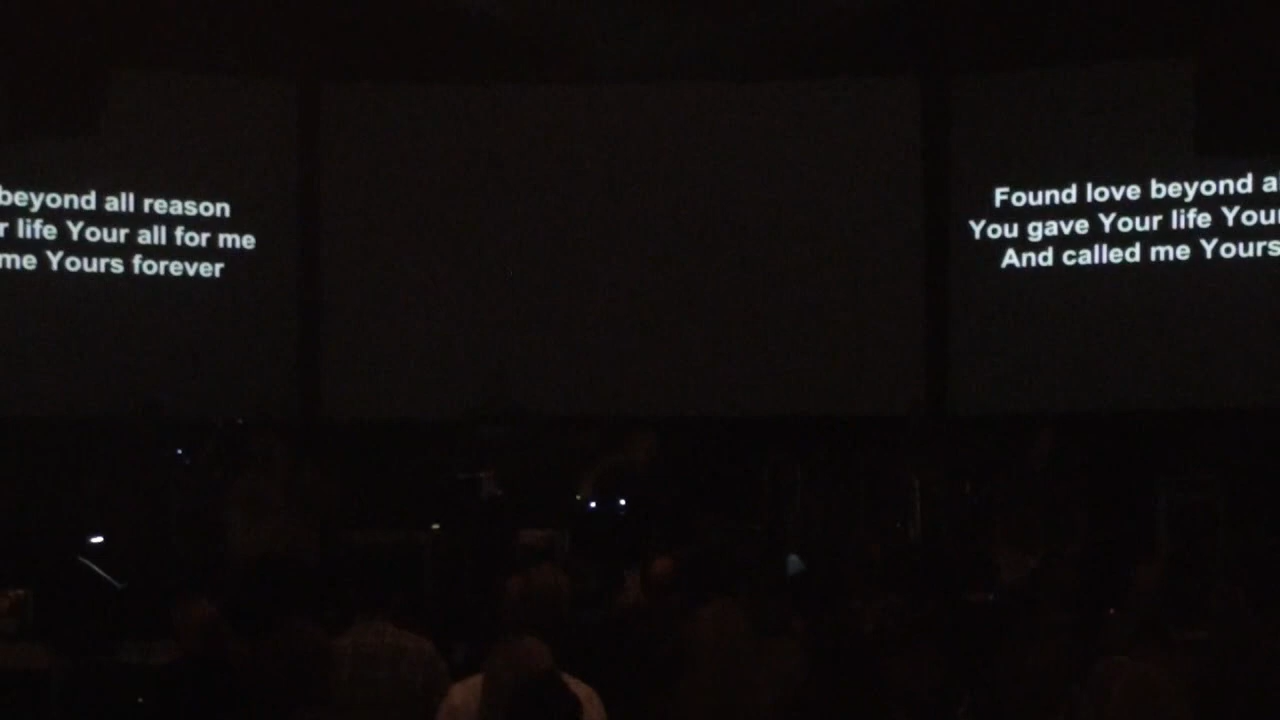 beyond all reason
r life Your all for me
me Yours forever
Found love beyond a
You gave Your life Your
And called me Yours